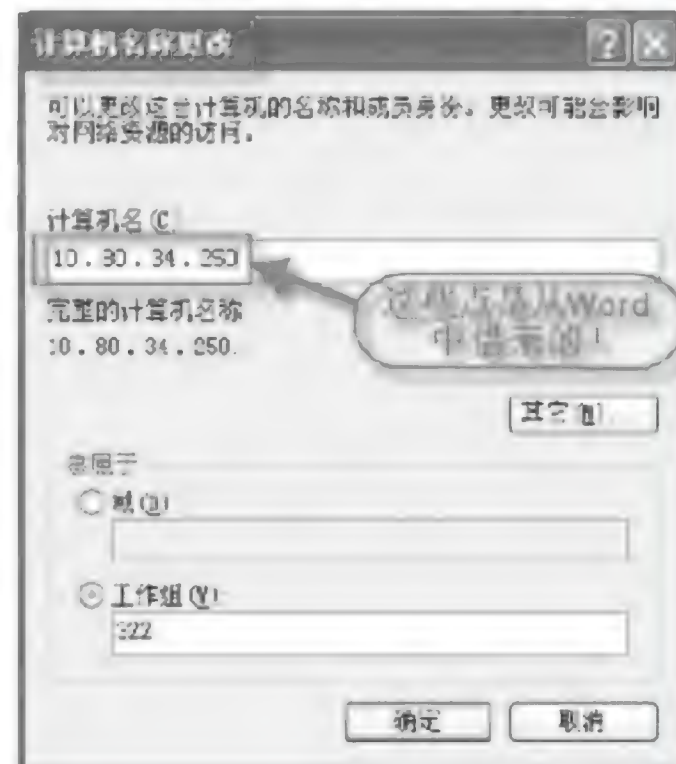 计算机名称更改
可以更改这台计算机的名称和成员身份。更改可能会影响
对网络资源的访问。
计算机名(C)
10.80.34.250
这些点是从Word
中借来的！
完整的计算机名称
10.80.34.250.
其它(M)
隶属于
域(D)
工作组(W)
确定
取消